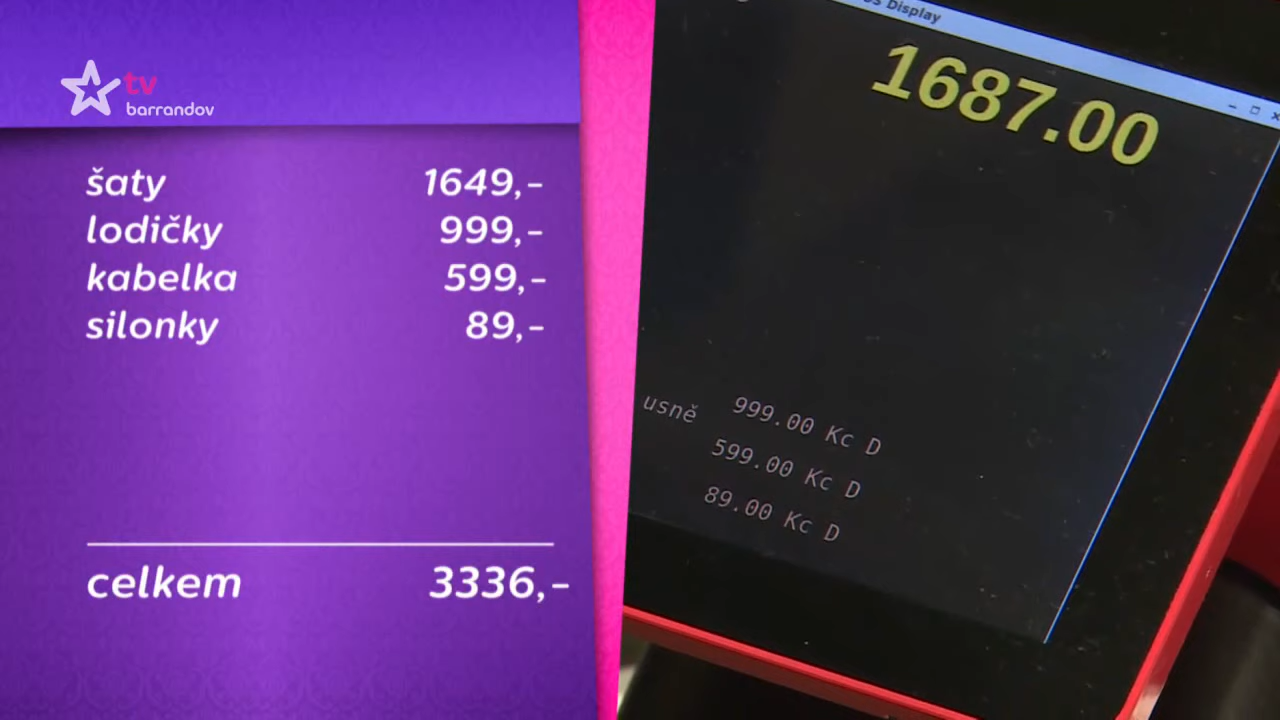 tv
barrandov
šaty 1649,-
lodičky 999,-
kabelka 599,-
silonky 89,-
celkem 3336,-
Display
1687.00
usně 999.00 Kc D
599.00 Kc D
89.00 Kc D